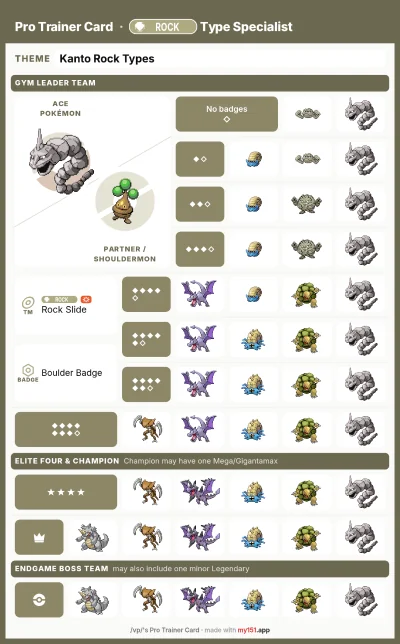 Pro Trainer Card · ROCK Type Specialist
THEME Kanto Rock Types
GYM LEADER TEAM
ACE
POKÉMON
No badges
PARTNER /
SHOULDERMON
TM
ROCK
Rock Slide
BADGE
Boulder Badge
ELITE FOUR & CHAMPION Champion may have one Mega/Gigantamax
ENDGAME BOSS TEAM may also include one minor Legendary
/vp/'s Pro Trainer Card · made with my151.app